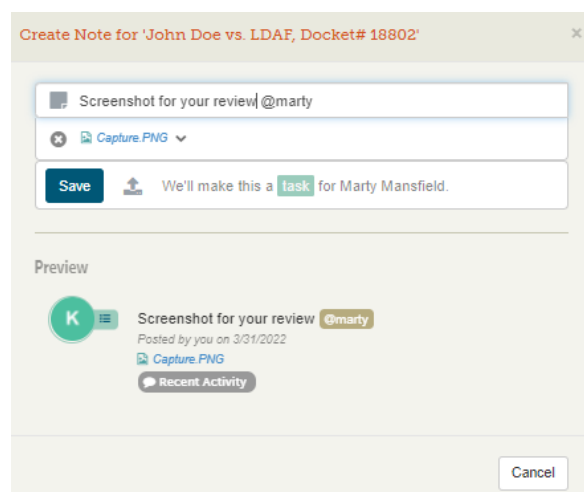 Create Note for 'John Doe vs. LDAF, Docket# 18802' ×
Screenshot for your review @marty
Capture.PNG
Save We'll make this a task for Marty Mansfield.
Preview
K Screenshot for your review @marty
Posted by you on 3/31/2022
Capture.PNG
Recent Activity
Cancel